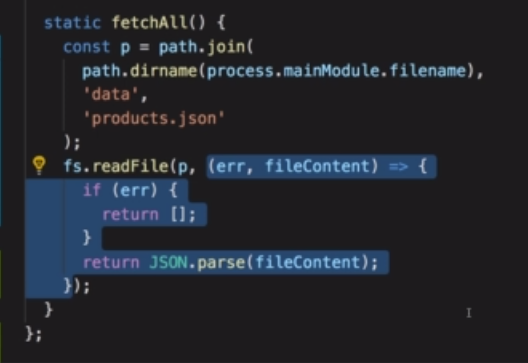 static fetchAll() {
const p = path.join(
path.dirname(process.mainModule.filename),
'data',
'products.json'
);
fs.readFile(p, (err, fileContent) => {
if (err) {
return [];
}
return JSON.parse(fileContent);
});
}
};